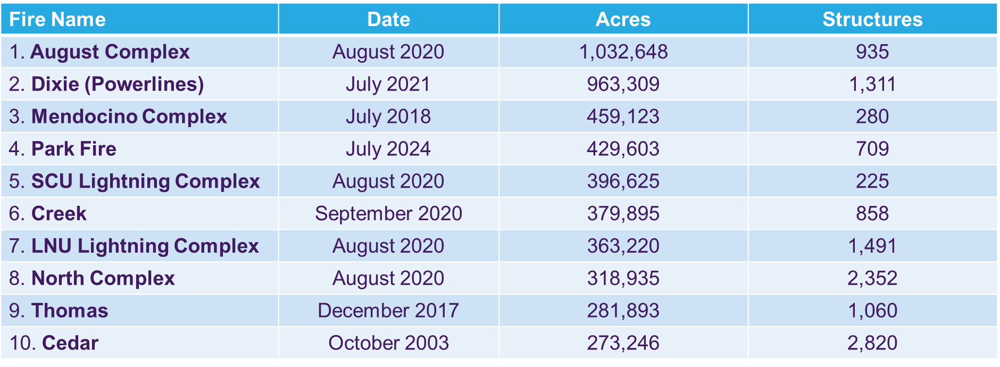 Fire Name Date Acres Structures
1. August Complex August 2020 1,032,648 935
2. Dixie (Powerlines) July 2021 963,309 1,311
3. Mendocino Complex July 2018 459,123 280
4. Park Fire July 2024 429,603 709
5. SCU Lightning Complex August 2020 396,625 225
6. Creek September 2020 379,895 858
7. LNU Lightning Complex August 2020 363,220 1,491
8. North Complex August 2020 318,935 2,352
9. Thomas December 2017 281,893 1,060
10. Cedar October 2003 273,246 2,820